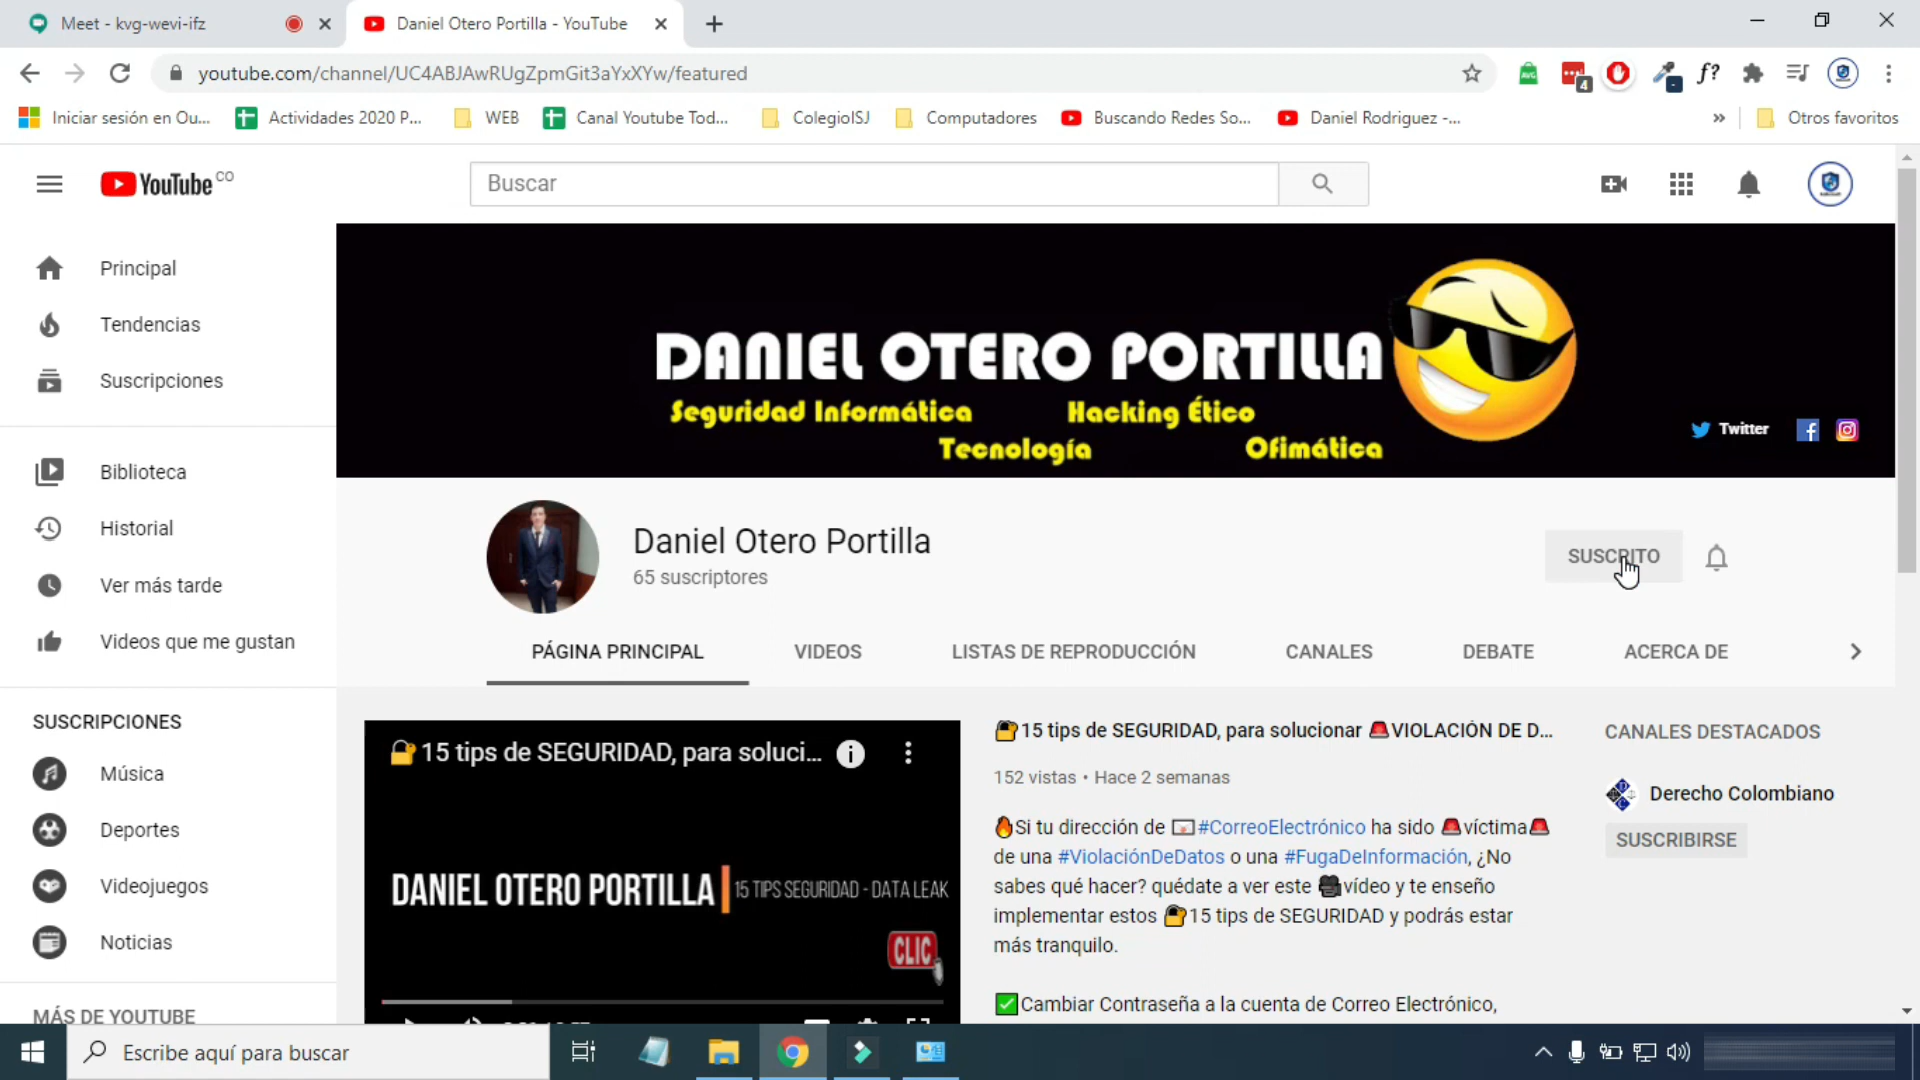 Meet - kvg-wevi-ifz
Daniel Otero Portilla - YouTube
youtube.com/channel/UC4ABJAwRUgZpmGit3aYxXYw/featured
AVG
4
f?
Iniciar sesión en Ou...
Actividades 2020 P...
WEB
Canal Youtube Tod...
ColegioISJ
Computadores
Buscando Redes So...
Daniel Rodriguez -...
Otros favoritos
YouTube CO
Buscar
Principal
Tendencias
Suscripciones
Biblioteca
Historial
Ver más tarde
Videos que me gustan
SUSCRIPCIONES
Música
Deportes
Videojuegos
Noticias
MÁS DE YOUTUBE
DANIEL OTERO PORTILLA
Seguridad Informática Hacking Ético
Tecnología Ofimática
Twitter
Daniel Otero Portilla
65 suscriptores
SUSCRITO
PÁGINA PRINCIPAL
VIDEOS
LISTAS DE REPRODUCCIÓN
CANALES
DEBATE
ACERCA DE
🔐15 tips de SEGURIDAD, para soluci...
DANIEL OTERO PORTILLA
15 TIPS SEGURIDAD - DATA LEAK
CLIC
🔐15 tips de SEGURIDAD, para solucionar 🚨VIOLACIÓN DE D...
152 vistas • Hace 2 semanas
🔥Si tu dirección de 📧#CorreoElectrónico ha sido 🚨víctima🚨
de una #ViolaciónDeDatos o una #FugaDeInformación, ¿No
sabes qué hacer? quédate a ver este 🎥vídeo y te enseño
implementar estos 🔐15 tips de SEGURIDAD y podrás estar
más tranquilo.
✅Cambiar Contraseña a la cuenta de Correo Electrónico,
CANALES DESTACADOS
Derecho Colombiano
SUSCRIBIRSE
Escribe aquí para buscar